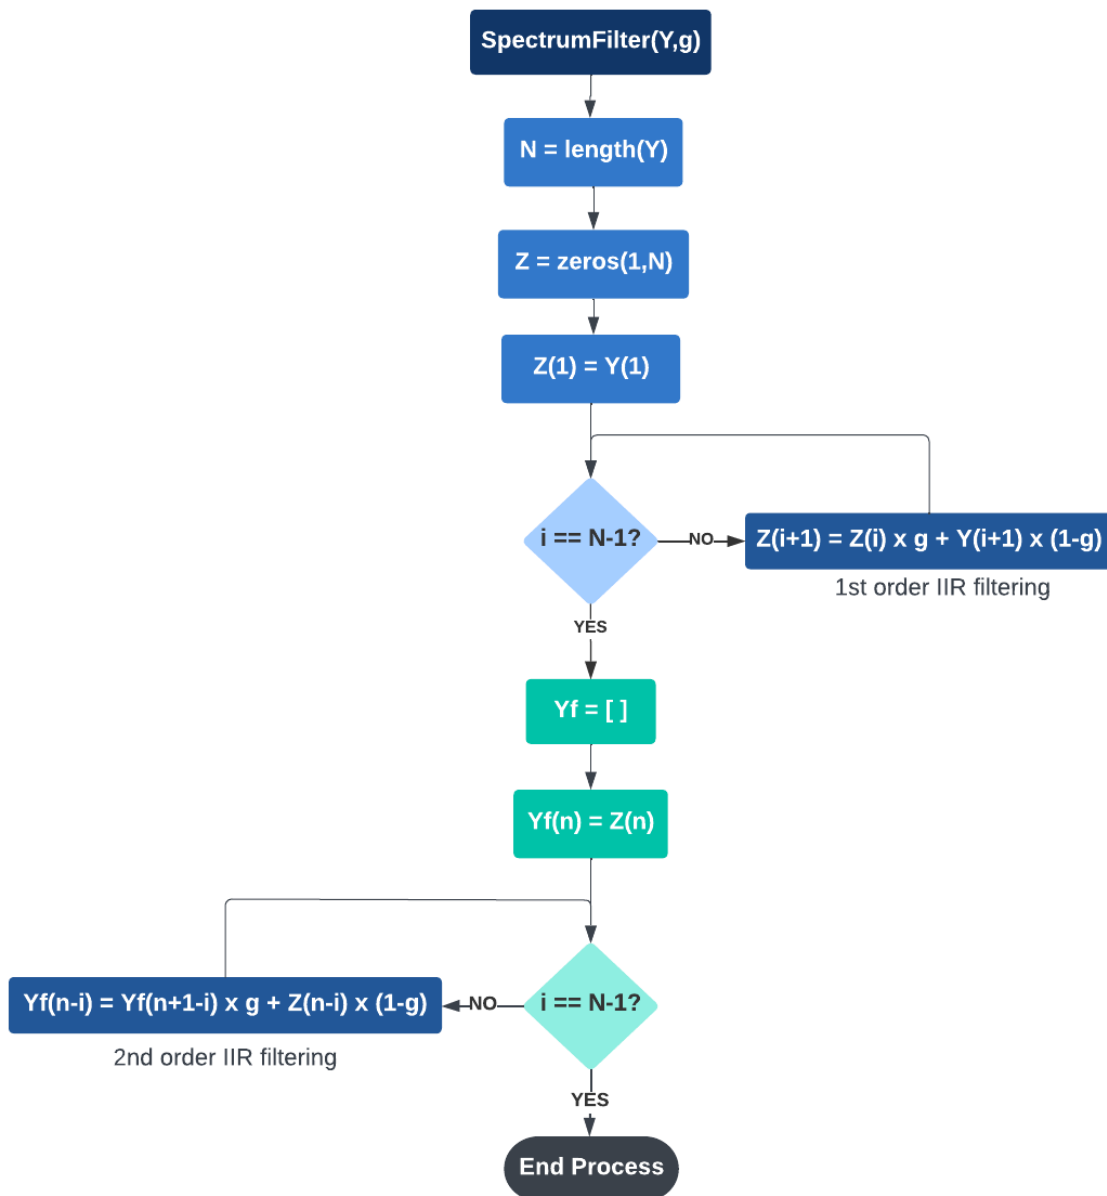 SpectrumFilter(Y,g)
N = length(Y)
Z = zeros(1,N)
Z(1) = Y(1)
i == N-1?
NO
Z(i+1) = Z(i) x g + Y(i+1) x (1-g)
1st order IIR filtering
YES
Yf = [ ]
Yf(n) = Z(n)
i == N-1?
NO
Yf(n-i) = Yf(n+1-i) x g + Z(n-i) x (1-g)
2nd order IIR filtering
YES
End Process